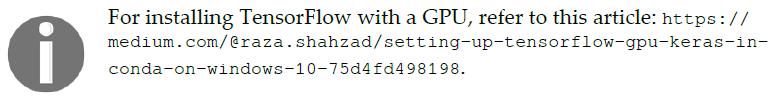 For installing TensorFlow with a GPU, refer to this article: https://
medium.com/@raza.shahzad/setting-up-tensorflow-gpu-keras-in-
conda-on-windows-10-75d4fd498198.